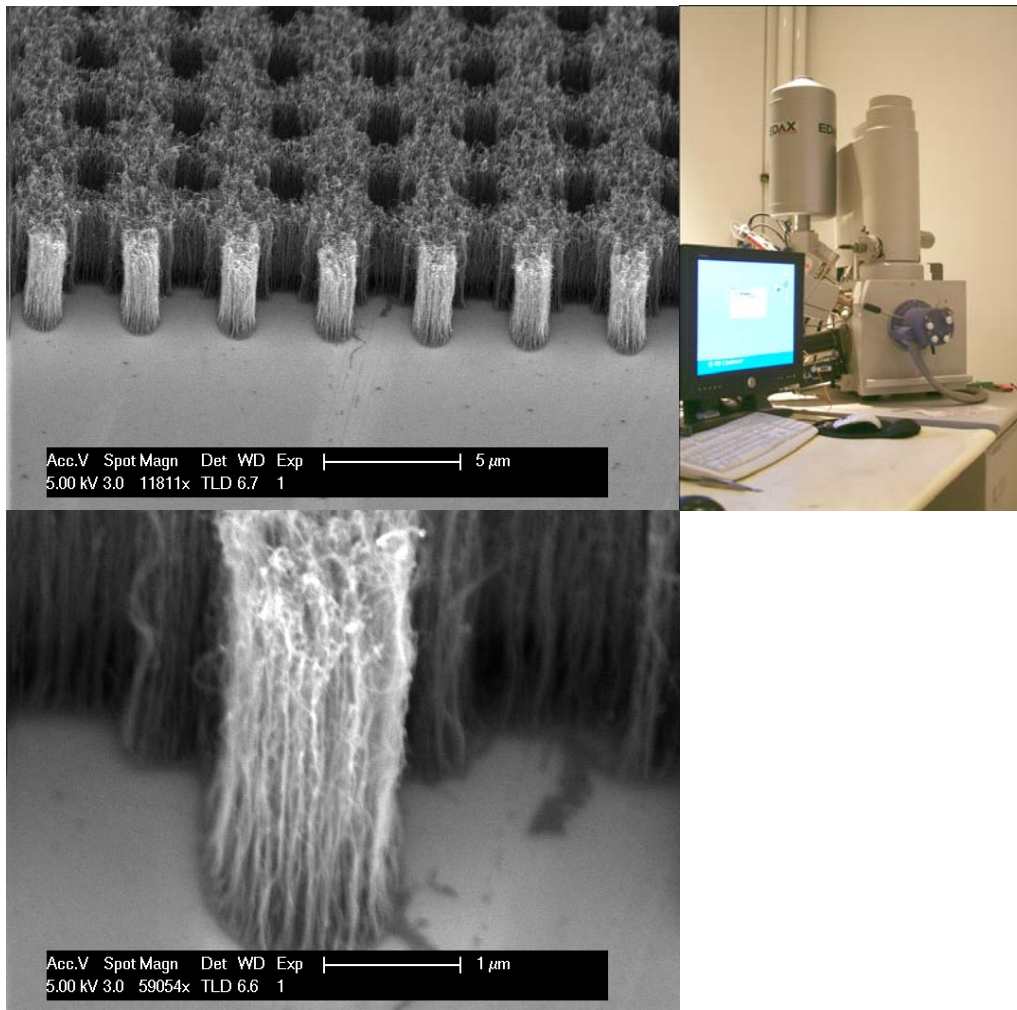 Acc.V Spot Magn Det WD Exp 5 µm
5.00 kV 3.0 11811x TLD 6.7 1
EDAX
Acc.V Spot Magn Det WD Exp 1 µm
5.00 kV 3.0 59054x TLD 6.6 1